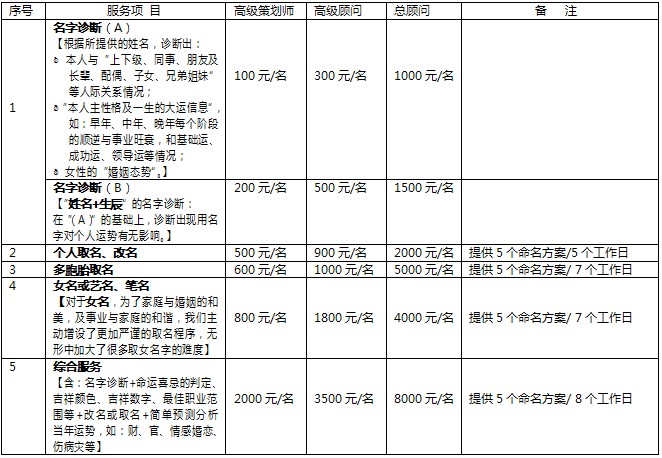 序号 服务项 目 高级策划师 高级顾问 总顾问 备 注
1
名字诊断（A）
【根据所提供的姓名，诊断出：
๑ 本人与“上下级、同事、朋友及
长辈、配偶、子女、兄弟姐妹”
等人际关系情况；
๑“本人主性格及一生的大运信息”，
如：早年、中年、晚年每个阶段
的顺逆与事业旺衰，和基础运、
成功运、领导运等情况；
๑ 女性的“婚姻态势”。】
100 元/名 300 元/名 1000 元/名
名字诊断（B）
【“姓名+生辰”的名字诊断：
在“（A）”的基础上，诊断出现用名
字对个人运势有无影响。】
200 元/名 500 元/名 1500 元/名
2 个人取名、改名 500 元/名 900 元/名 2000 元/名 提供 5 个命名方案/5 个工作日
3 多胞胎取名 600 元/名 1000 元/名 5000 元/名 提供 5 个命名方案/ 7 个工作日
4 女名或艺名、笔名
【对于女名，为了家庭与婚姻的和
美，及事业与家庭的和谐，我们主
动增设了更加严谨的取名程序，无
形中加大了很多取女名字的难度】
800 元/名 1800 元/名 4000 元/名 提供 5 个命名方案/ 7 个工作日
5 综合服务
【含：名字诊断+命运喜忌的判定、
吉祥颜色、吉祥数字、最佳职业范
围等+改名或取名+简单预测分析
当年运势，如：财、官、情感婚恋、
伤病灾等】
2000 元/名 3500 元/名 8000 元/名 提供 5 个命名方案/ 8 个工作日